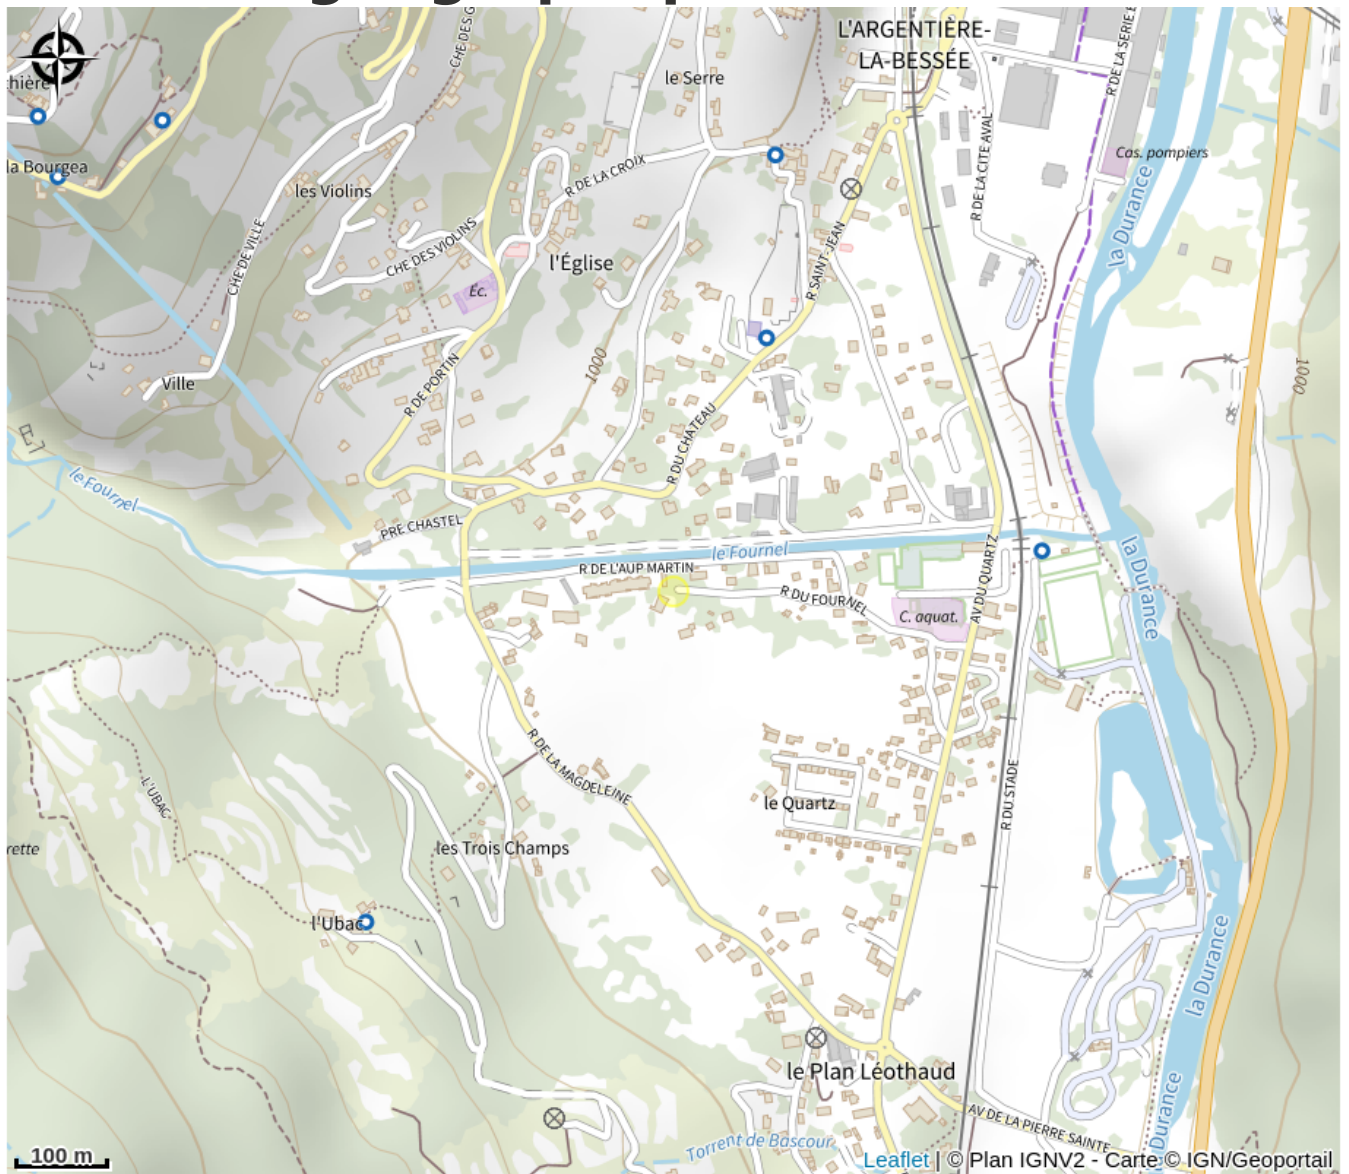 L'ARGENTIÈRE-
LA-BESSÉE
le Serre
R DE LA CITE AVAL
Cas. pompiers
la Durance
la Bourgea
les Violins
R DE LA CROIX
CHE DE VILLE
CHE DES VIOLINS
l'Église
R SAINT-JEAN
Éc.
1000
1000
Ville
R DE PORTIN
R DU CHATEAU
le Fournel
PRE CHASTEL
le Fournel
R DE L'AUP MARTIN
R DU FOURNEL
C. aquat.
AV DU QUARTZ
la Durance
R DE LA MAGDELEINE
L'UBAC
le Quartz
R DU STADE
les Trois Champs
rette
l'Ubac
la Durance
le Plan Léothaud
AV DE LA PIERRE SAINTE
Torrent de Bascour
Durance
100 m
Leaflet | © Plan IGNV2 - Carte © IGN/Geoportail